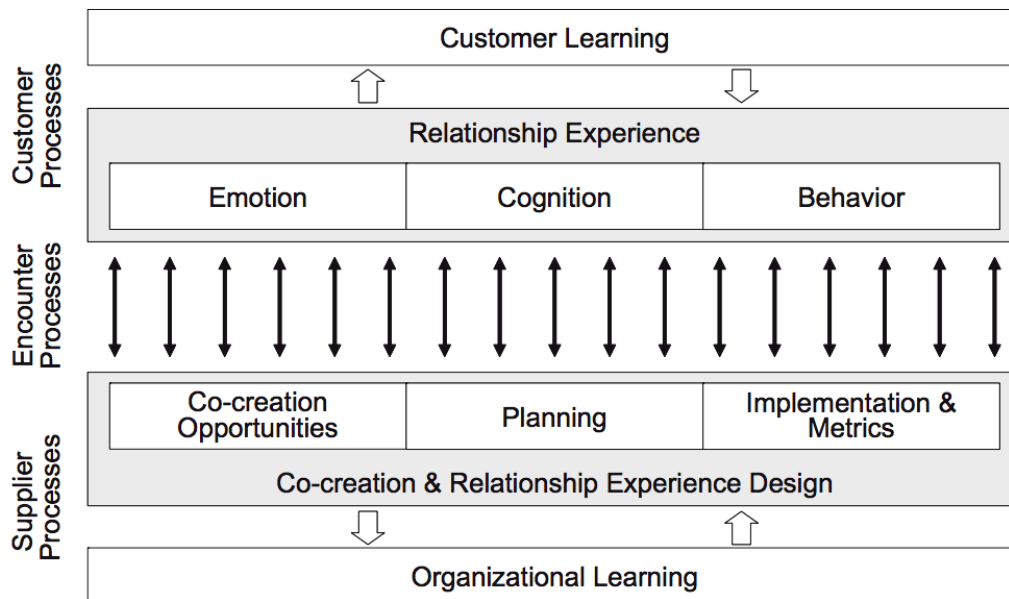 Customer Learning
Customer
Processes
Relationship Experience
Emotion
Cognition
Behavior
Encounter
Processes
Co-creation
Opportunities
Planning
Implementation &
Metrics
Supplier
Processes
Co-creation & Relationship Experience Design
Organizational Learning